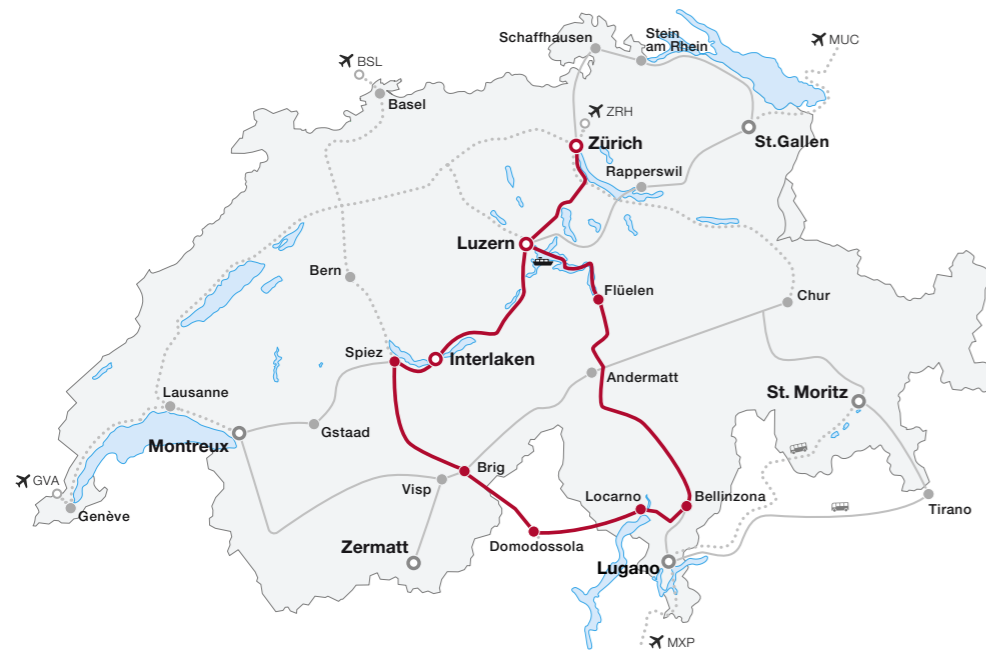 Schaffhausen
Stein
am Rhein
MUC
BSL
Basel
ZRH
Zürich
St.Gallen
Rapperswil
Luzern
Bern
Flüelen
Chur
Spiez
Interlaken
Andermatt
Lausanne
St. Moritz
Montreux
Gstaad
GVA
Brig
Visp
Genève
Locarno
Bellinzona
Tirano
Domodossola
Zermatt
Lugano
MXP